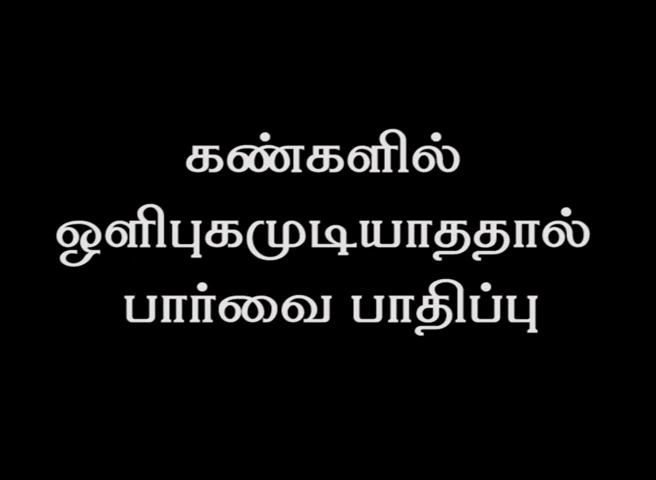 கண்களில்
ஒளிபுகமுடியாததால்
பார்வை பாதிப்பு